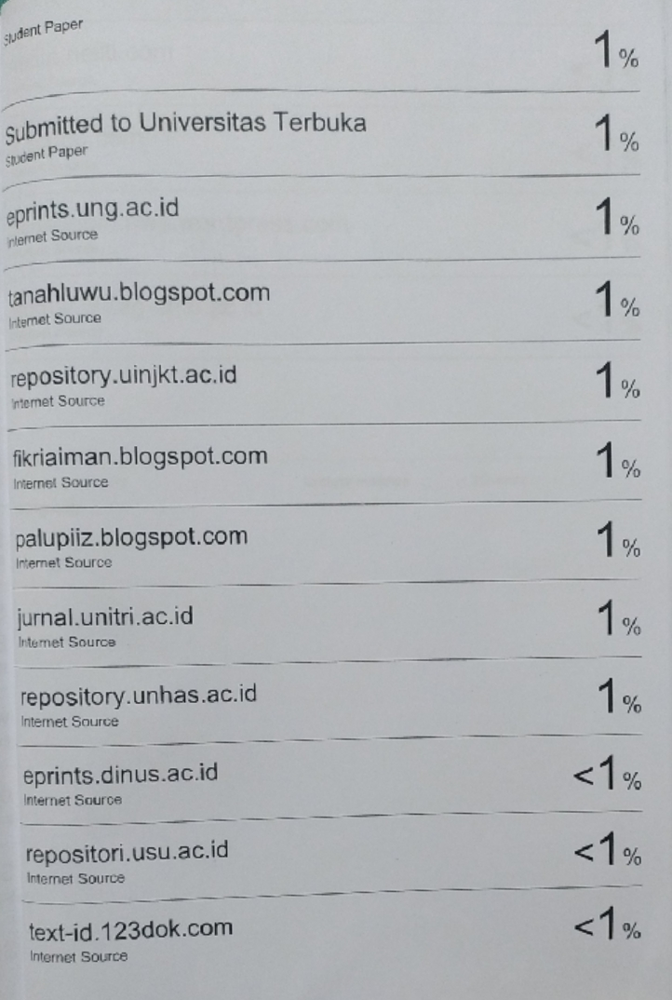 Student Paper
1%
Submitted to Universitas Terbuka
1%
Student Paper
eprints.ung.ac.id
1%
Internet Source
tanahluwu.blogspot.com
1%
Internet Source
repository.uinjkt.ac.id
1%
Internet Source
fikriaiman.blogspot.com
1%
Internet Source
palupiiz.blogspot.com
1%
Internet Source
jurnal.unitri.ac.id
1%
Internet Source
repository.unhas.ac.id
1%
Internet Source
eprints.dinus.ac.id
<1%
Internet Source
repositori.usu.ac.id
<1%
Internet Source
text-id.123dok.com
<1%
Internet Source